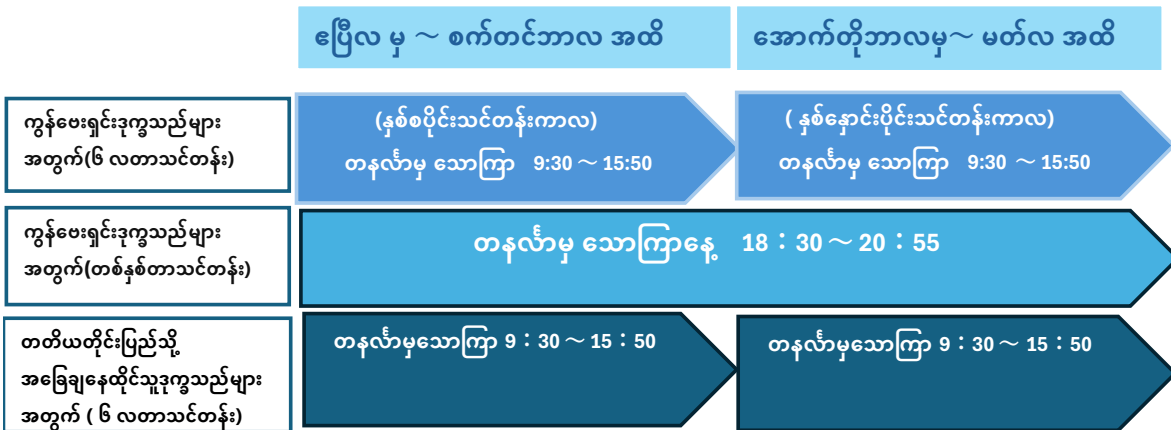 ဧပြီလ မှ ～ စက်တင်ဘာလ အထိ
အောက်တိုဘာလမှ～ မတ်လ အထိ
ကွန်ဗေးရှင်းဒုက္ခသည်များ
အတွက်(၆ လတာသင်တန်း)
(နှစ်စပိုင်းသင်တန်းကာလ)
တနင်္လာမှ သောကြာ 9:30 ～ 15:50
( နှစ်နှောင်းပိုင်းသင်တန်းကာလ)
တနင်္လာမှ သောကြာ 9:30 ～ 15:50
ကွန်ဗေးရှင်းဒုက္ခသည်များ
အတွက်(တစ်နှစ်တာသင်တန်း)
တနင်္လာမှ သောကြာနေ့ 18：30～20：55
တတိယတိုင်းပြည်သို့
အခြေချနေထိုင်သူဒုက္ခသည်များ
အတွက် ( ၆ လတာသင်တန်း)
တနင်္လာမှသောကြာ 9：30 ～ 15：50
တနင်္လာမှသောကြာ 9：30 ～ 15：50